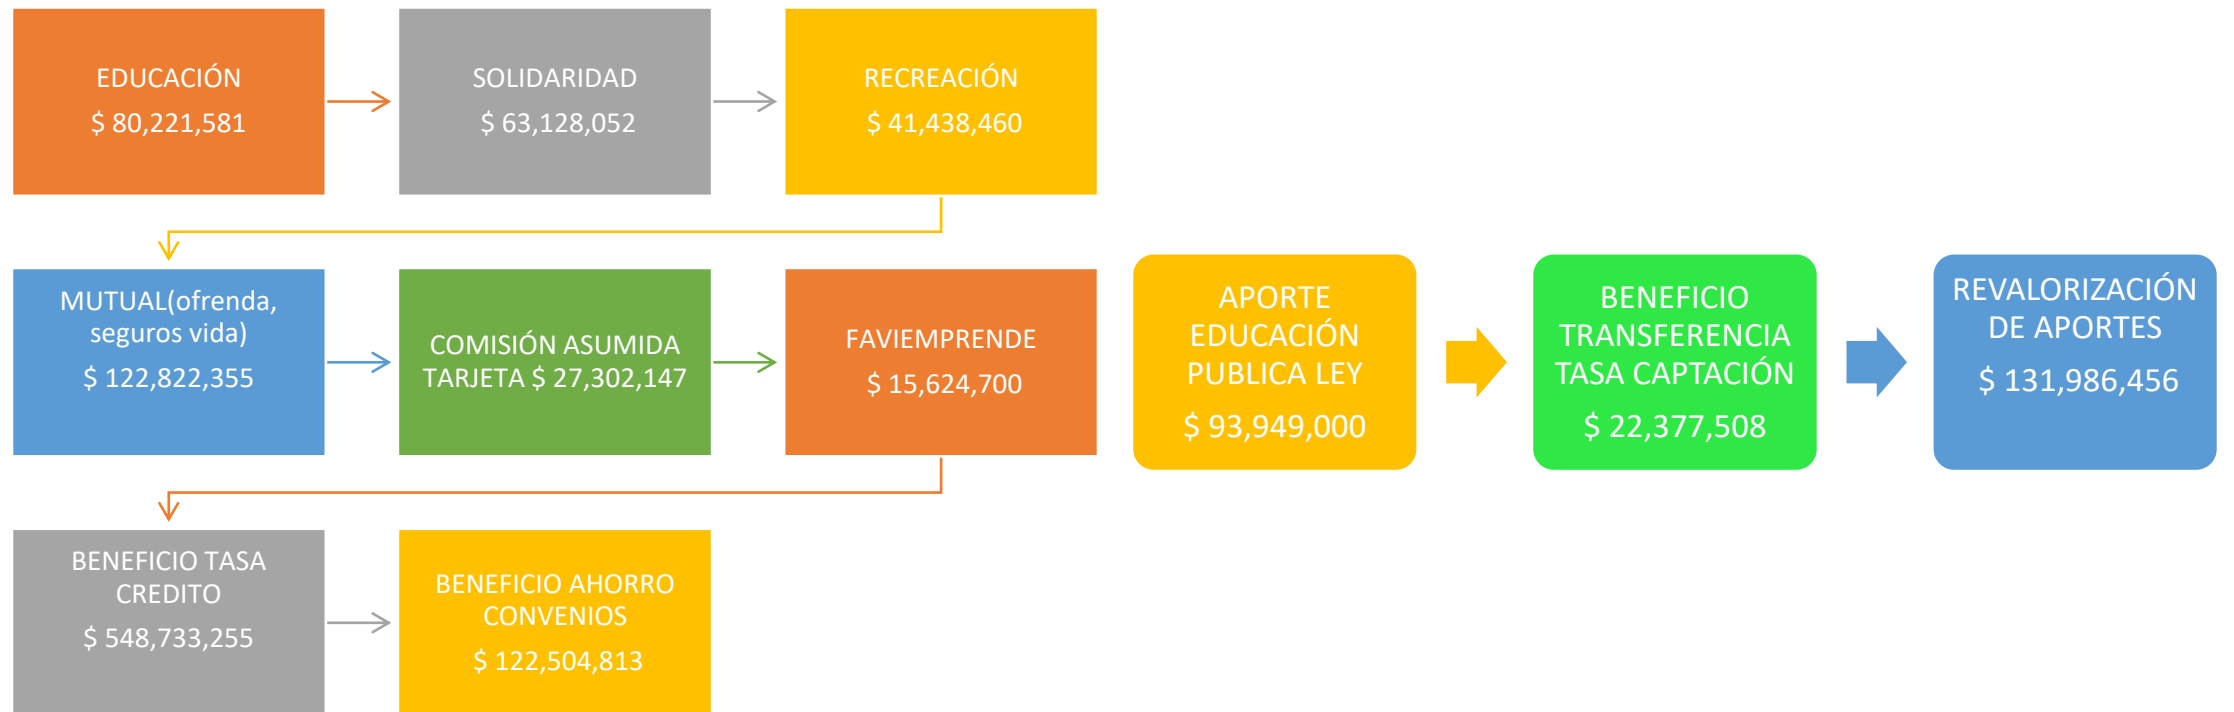 EDUCACIÓN
$ 80,221,581
SOLIDARIDAD
$ 63,128,052
RECREACIÓN
$ 41,438,460
MUTUAL(ofrenda,
seguros vida)
$ 122,822,355
COMISIÓN ASUMIDA
TARJETA $ 27,302,147
FAVIEMPRENDE
$ 15,624,700
BENEFICIO TASA
CREDITO
$ 548,733,255
BENEFICIO AHORRO
CONVENIOS
$ 122,504,813
APORTE
EDUCACIÓN
PUBLICA LEY
$ 93,949,000
BENEFICIO
TRANSFERENCIA
TASA CAPTACIÓN
$ 22,377,508
REVALORIZACIÓN
DE APORTES
$ 131,986,456